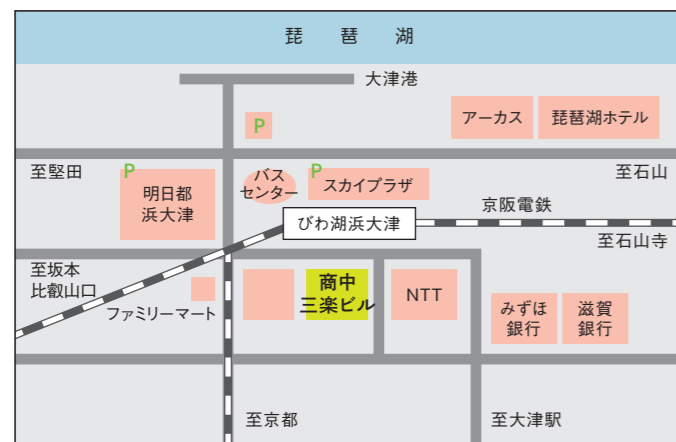 琵琶湖
大津港
P
アーカス
琵琶湖ホテル
至堅田
P
明日都
浜大津
バス
センター
P
スカイプラザ
至石山
びわ湖浜大津
京阪電鉄
至石山寺
至坂本
比叡山口
ファミリーマート
商中
三楽ビル
NTT
みずほ
銀行
滋賀
銀行
至京都
至大津駅